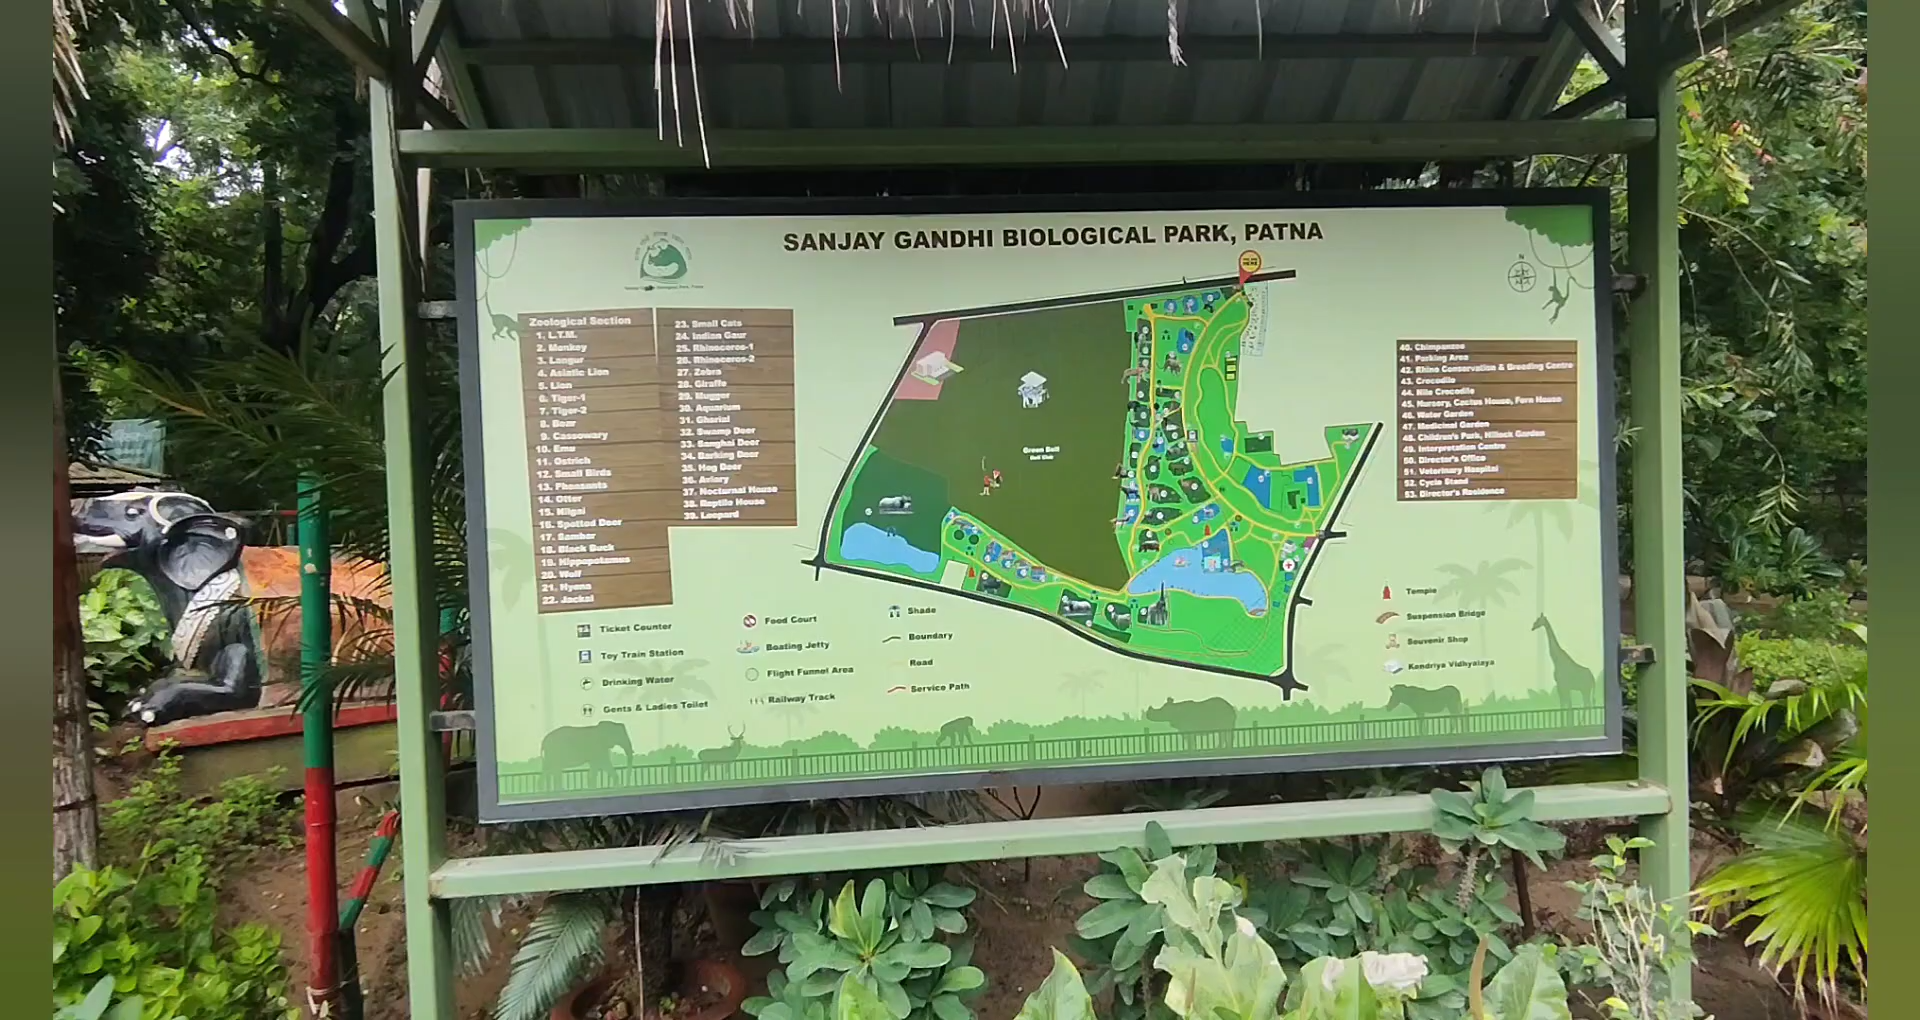 SANJAY GANDHI BIOLOGICAL PARK, PATNA
Zoological Section
1. L.T.M.
2. Monkey
3. Langur
4. Asiatic Lion
5. Lion
6. Tiger-1
7. Tiger-2
8. Bear
9. Cassowary
10. Emu
11. Ostrich
12. Small Birds
13. Pheasants
14. Otter
15. Nilgai
16. Spotted Deer
17. Sambar
18. Black Buck
19. Hippopotamus
20. Wolf
21. Hyena
22. Jackal
23. Small Cats
24. Indian Gaur
25. Rhinoceros-1
26. Rhinoceros-2
27. Zebra
28. Giraffe
29. Mugger
30. Aquarium
31. Gharial
32. Swamp Deer
33. Sanghai Deer
34. Barking Deer
35. Hog Deer
36. Aviary
37. Nocturnal House
38. Reptile House
39. Leopard
HERE
N
Green Belt
40. Chimpanzee
41. Parking Area
42. Rhino Conservation & Breeding Centre
43. Crocodile
44. Nile Crocodile
45. Nursery, Cactus House, Fern House
46. Water Garden
47. Medicinal Garden
48. Children's Park, Hillock Garden
49. Interpretation Centre
50. Director's Office
51. Veterinary Hospital
52. Cycle Stand
53. Director's Residence
Ticket Counter
Toy Train Station
Drinking Water
Gents & Ladies Toilet
Food Court
Boating Jetty
Flight Funnel Area
Railway Track
Shade
Boundary
Road
Service Path
Temple
Suspension Bridge
Souvenir Shop
Kendriya Vidhyalaya